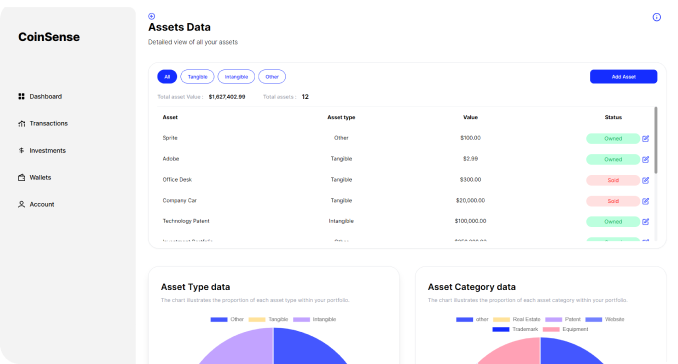 CoinSense
Dashboard
Transactions
Investments
Wallets
Account
Assets Data
Detailed view of all your assets
All Tangible Intangible Other Add Asset
Total asset Value : $1,627,402.99 Total assets : 12
Asset Asset type Value Status
Sprite Other $100.00 Owned
Adobe Tangible $2.99 Owned
Office Desk Tangible $300.00 Sold
Company Car Tangible $20,000.00 Sold
Technology Patent Intangible $100,000.00 Owned
Asset Type data
The chart illustrates the proportion of each asset type within your portfolio.
Other Tangible Intangible
Asset Category data
The chart illustrates the proportion of each asset category within your portfolio.
other Real Estate Patent Website
Trademark Equipment